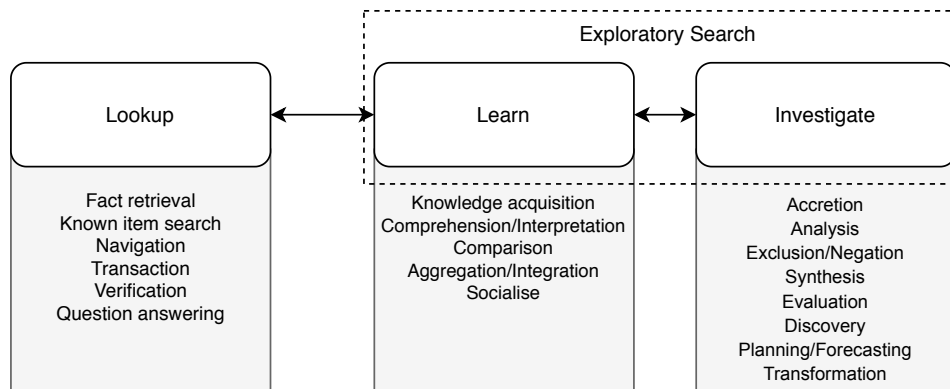 Exploratory Search
Lookup
Learn
Investigate
Fact retrieval
Known item search
Navigation
Transaction
Verification
Question answering
Knowledge acquisition
Comprehension/Interpretation
Comparison
Aggregation/Integration
Socialise
Accretion
Analysis
Exclusion/Negation
Synthesis
Evaluation
Discovery
Planning/Forecasting
Transformation